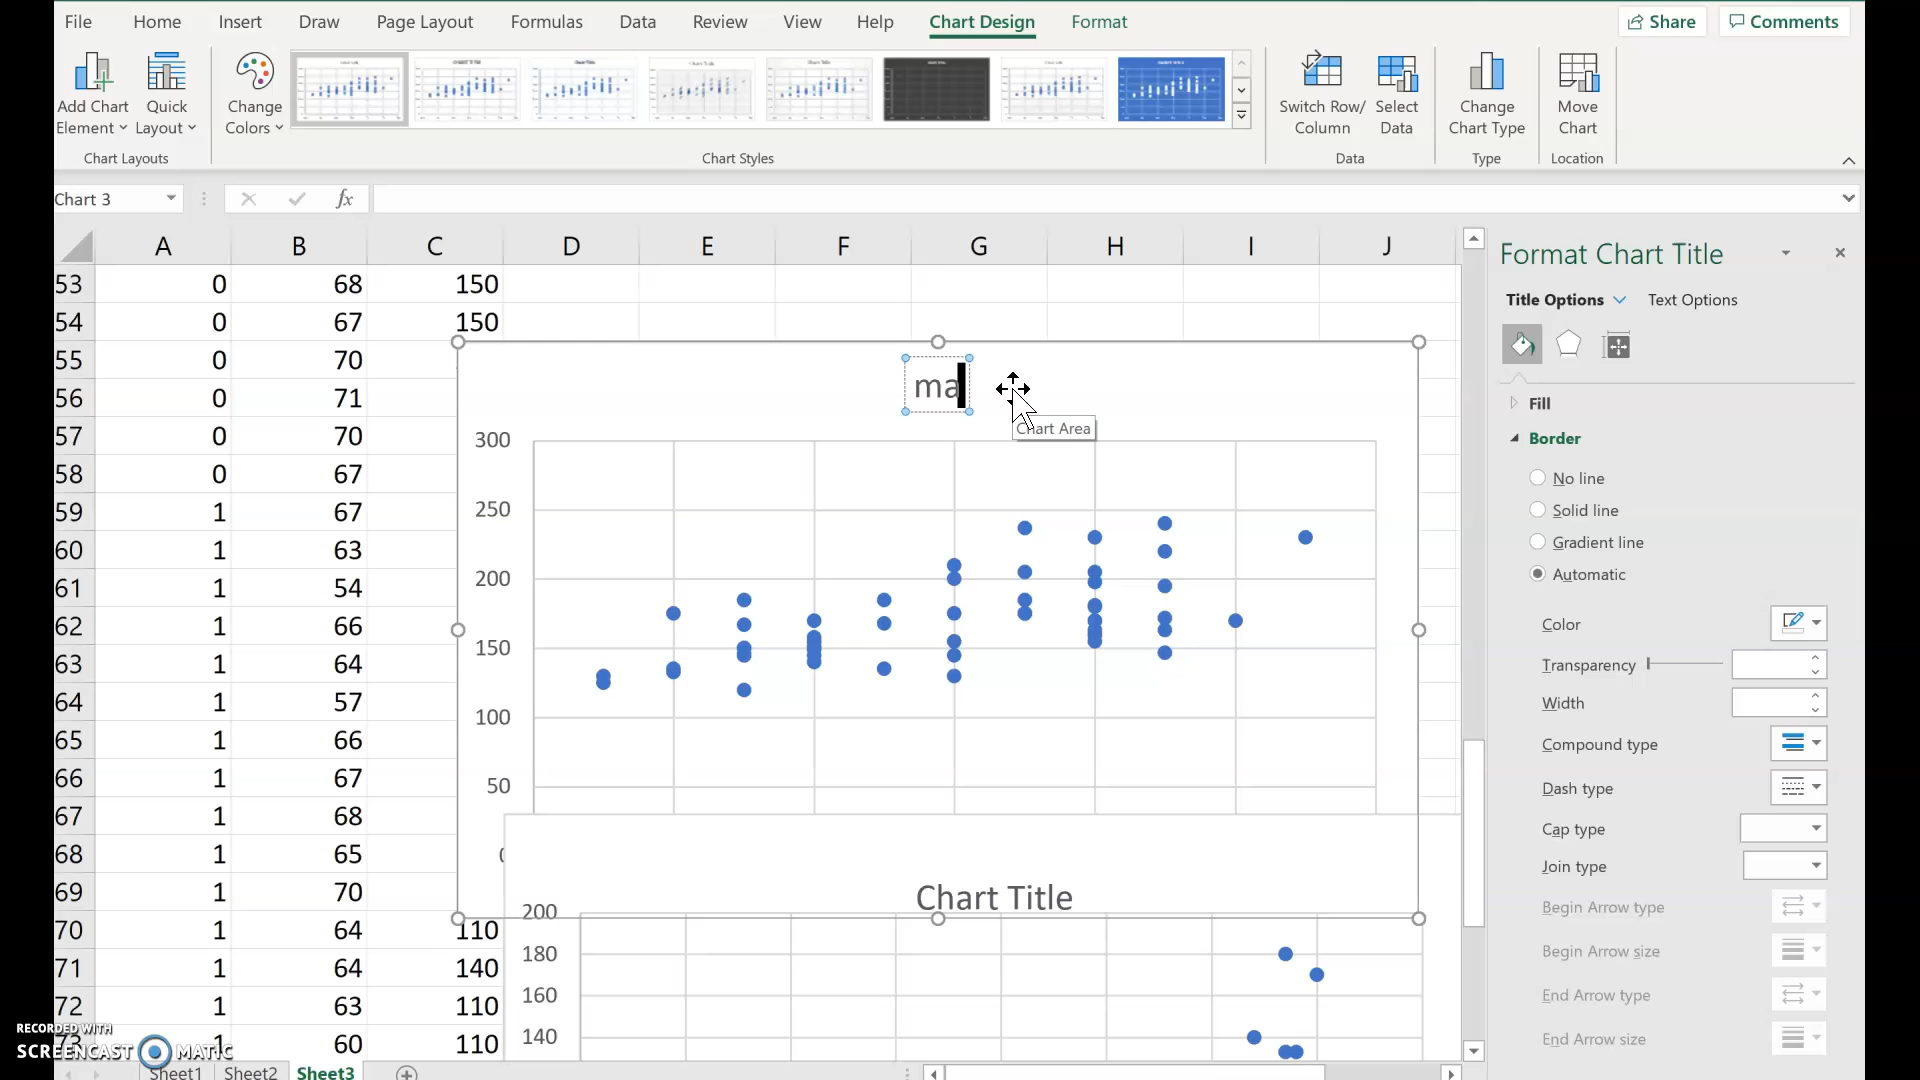 File Home Insert Draw Page Layout Formulas Data Review View Help Chart Design Format Share Comments
Add Chart Element
Quick Layout
Change Colors
Switch Row/ Column
Select Data
Change Chart Type
Move Chart
Chart Layouts Chart Styles Data Type Location
Chart 3 fx
A B C D E F G H I J
53 0 68 150
54 0 67 150
55 0 70
56 0 71
57 0 70
58 0 67
59 1 67
60 1 63
61 1 54
62 1 66
63 1 64
64 1 57
65 1 66
66 1 67
67 1 68
68 1 65
69 1 70
70 1 64 110
71 1 64 140
72 1 63 110
73 1 60 110
ma
Chart Area
300
250
200
150
100
50
Chart Title
200
180
160
140
Format Chart Title
Title Options Text Options
Fill
Border
No line
Solid line
Gradient line
Automatic
Color
Transparency
Width
Compound type
Dash type
Cap type
Join type
Begin Arrow type
Begin Arrow size
End Arrow type
End Arrow size
RECORDED WITH
SCREENCAST MATIC
Sheet1 Sheet2 Sheet3